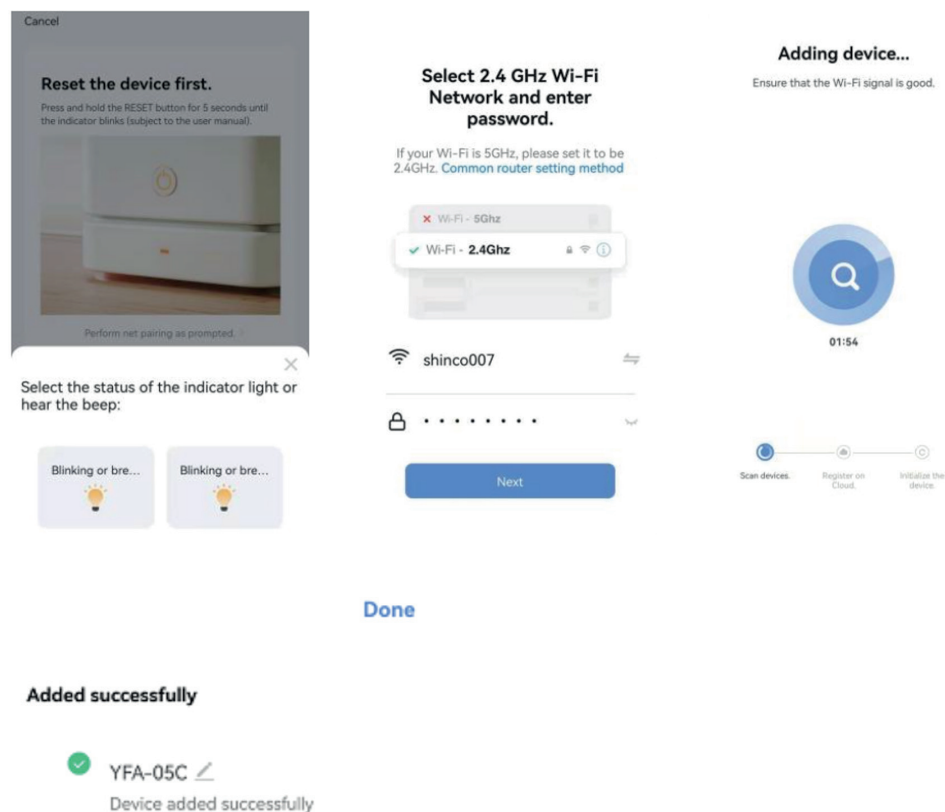 Cancel
Reset the device first.
Press and hold the RESET button for 5 seconds until
the indicator blinks (subject to the user manual).
Perform net pairing as prompted.
Select the status of the indicator light or
hear the beep:
Blinking or bre...
Blinking or bre...
Select 2.4 GHz Wi-Fi
Network and enter
password.
If your Wi-Fi is 5GHz, please set it to be
2.4GHz. Common router setting method
Wi-Fi - 5Ghz
Wi-Fi - 2.4Ghz
shinco007
Next
Adding device...
Ensure that the Wi-Fi signal is good.
01:54
Scan devices.
Register on
Cloud.
Initialize the
device.
Done
Added successfully
YFA-05C
Device added successfully